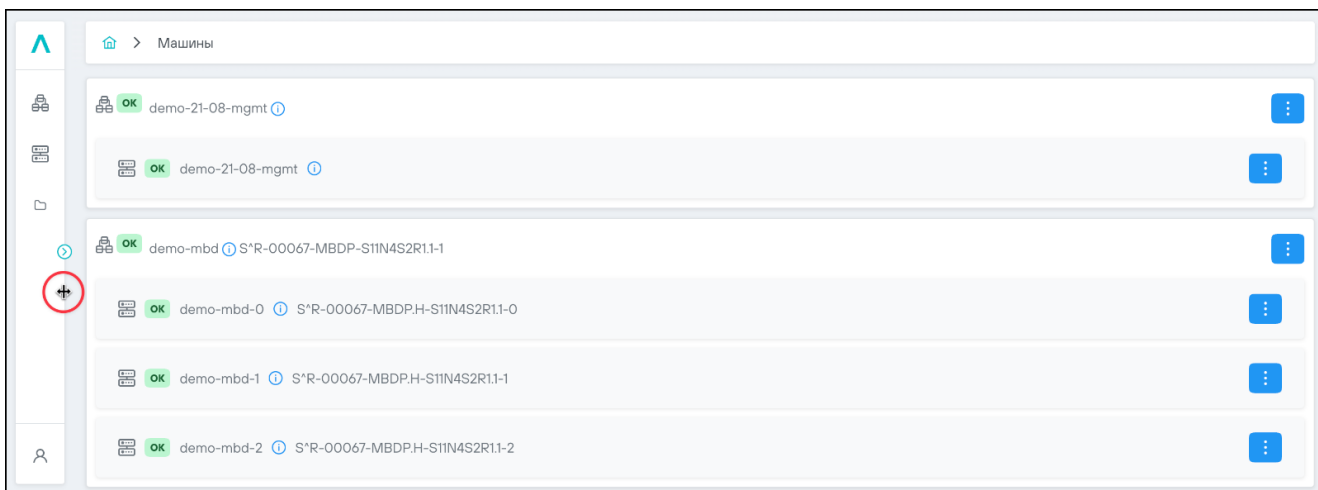 Машины
OK demo-21-08-mgmt
OK demo-21-08-mgmt
OK demo-mbd S^R-00067-MBDP-S11N4S2R1.1-1
OK demo-mbd-0 S^R-00067-MBDP.H-S11N4S2R1.1-0
OK demo-mbd-1 S^R-00067-MBDP.H-S11N4S2R1.1-1
OK demo-mbd-2 S^R-00067-MBDP.H-S11N4S2R1.1-2